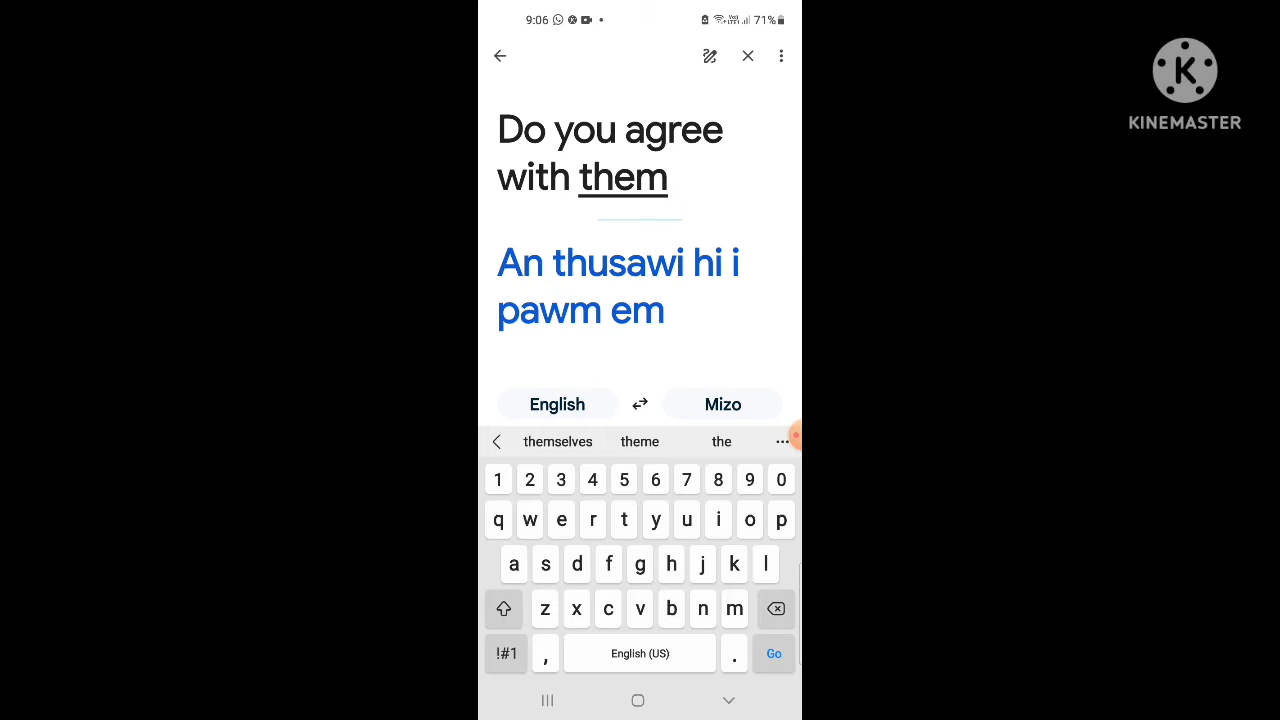 9:06 71%
KINEMASTER
Do you agree
with them
An thusawi hi i
pawm em
English Mizo
themselves theme the
1 2 3 4 5 6 7 8 9 0
q w e r t y u i o p
a s d f g h j k l
z x c v b n m
!#1 , English (US) . Go